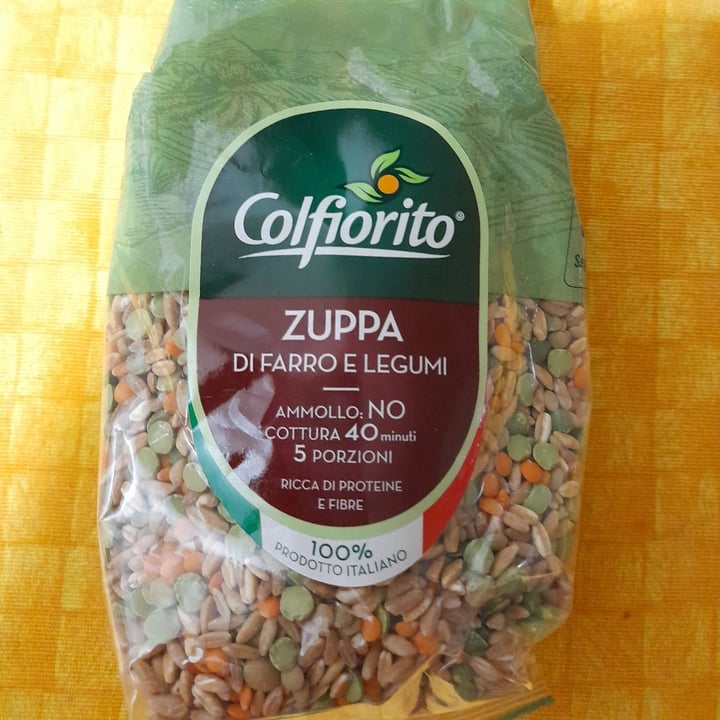 Colfiorito®
ZUPPA
DI FARRO E LEGUMI
AMMOLLO: NO
COTTURA 40 minuti
5 PORZIONI
RICCA DI PROTEINE
E FIBRE
100%
PRODOTTO ITALIANO